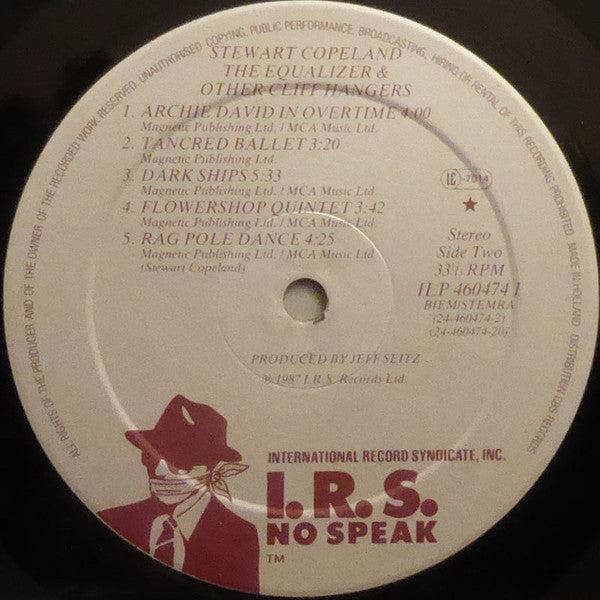 ALL RIGHTS OF THE PRODUCER AND OF THE OWNER OF THE RECORDED WORK RESERVED. UNAUTHORISED COPYING, PUBLIC PERFORMANCE, BROADCASTING, HIRING OR RENTAL OF THIS RECORDING PROHIBITED. MADE IN HOLLAND DISTRIBUTION CBS RECORDS
STEWART COPELAND
THE EQUALIZER &
OTHER CLIFF HANGERS
1. ARCHIE DAVID IN OVERTIME 4:00
Magnetic Publishing Ltd. / MCA Music Ltd.
2. TANCRED BALLET 3:20
Magnetic Publishing Ltd.
3. DARK SHIPS 5:33
Magnetic Publishing Ltd. / MCA Music Ltd.
4. FLOWERSHOP QUINTET 3:42
Magnetic Publishing Ltd. / MCA Music Ltd.
5. RAG POLE DANCE 4:25
Magnetic Publishing Ltd. / MCA Music Ltd.
(Stewart Copeland)
LC-7014
★
Stereo
Side Two
33⅓ RPM
ILP 460474 1
BIEM/STEMRA
(24-460474-2)
(24-460474-20)
PRODUCED BY JEFF SEITZ
℗ 1987 I.R.S. Records Ltd.
INTERNATIONAL RECORD SYNDICATE, INC.
I.R.S.
NO SPEAK
TM